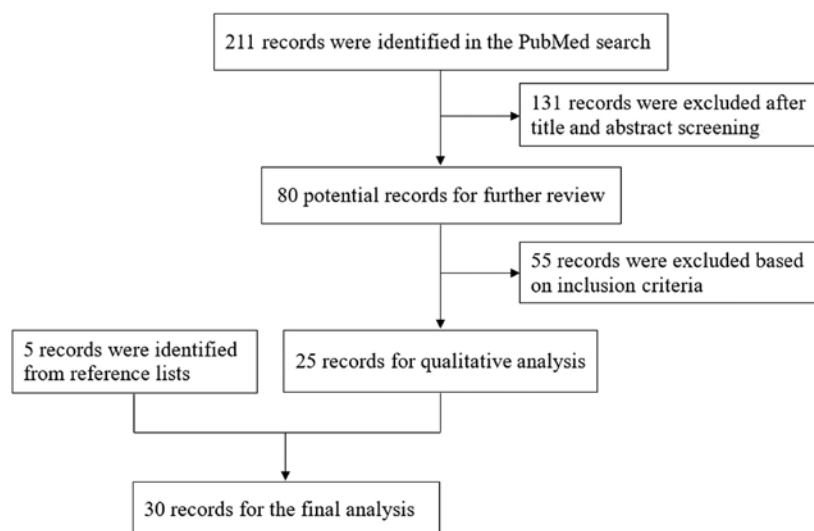 211 records were identified in the PubMed search
131 records were excluded after
title and abstract screening
80 potential records for further review
55 records were excluded based
on inclusion criteria
5 records were identified
from reference lists
25 records for qualitative analysis
30 records for the final analysis